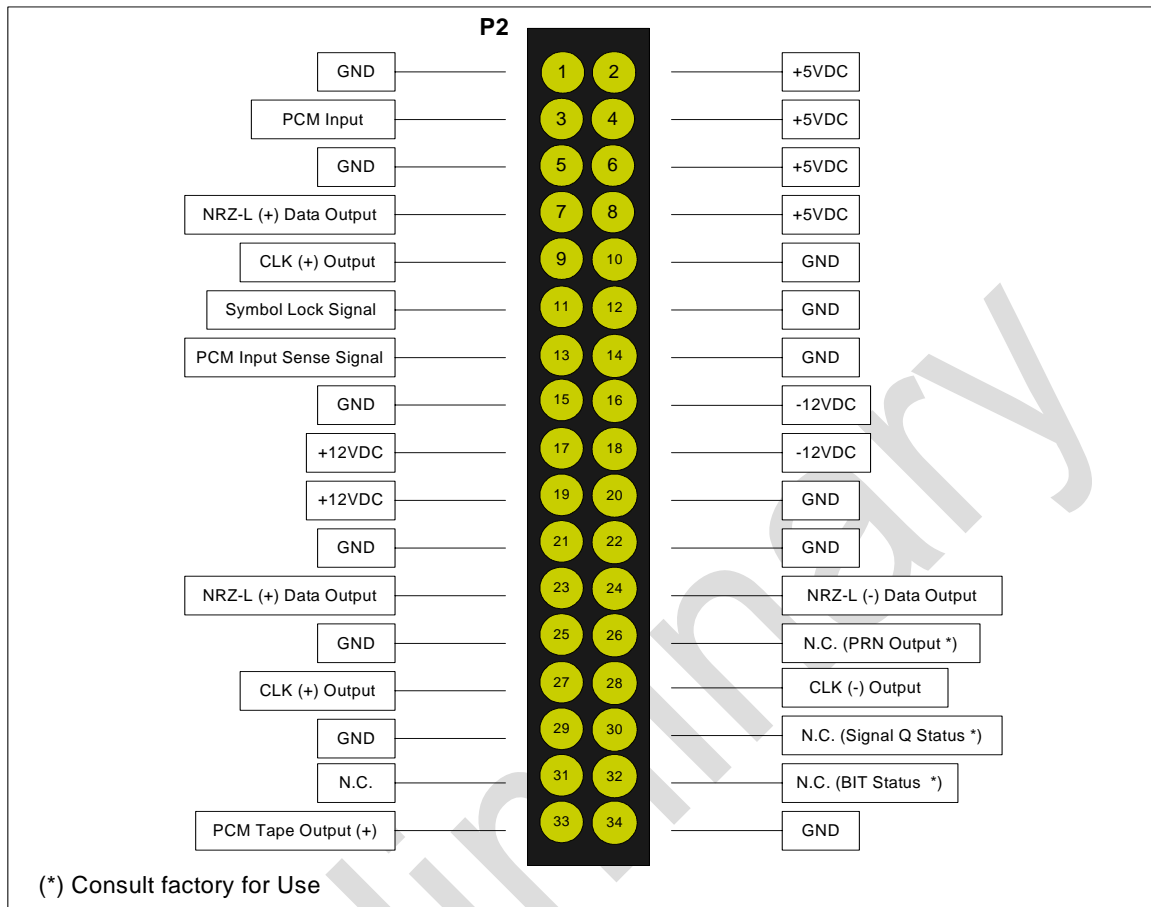 P2
GND 1 2 +5VDC
PCM Input 3 4 +5VDC
GND 5 6 +5VDC
NRZ-L (+) Data Output 7 8 +5VDC
CLK (+) Output 9 10 GND
Symbol Lock Signal 11 12 GND
PCM Input Sense Signal 13 14 GND
GND 15 16 -12VDC
+12VDC 17 18 -12VDC
+12VDC 19 20 GND
GND 21 22 GND
NRZ-L (+) Data Output 23 24 NRZ-L (-) Data Output
GND 25 26 N.C. (PRN Output *)
CLK (+) Output 27 28 CLK (-) Output
GND 29 30 N.C. (Signal Q Status *)
N.C. 31 32 N.C. (BIT Status *)
PCM Tape Output (+) 33 34 GND
(*) Consult factory for Use